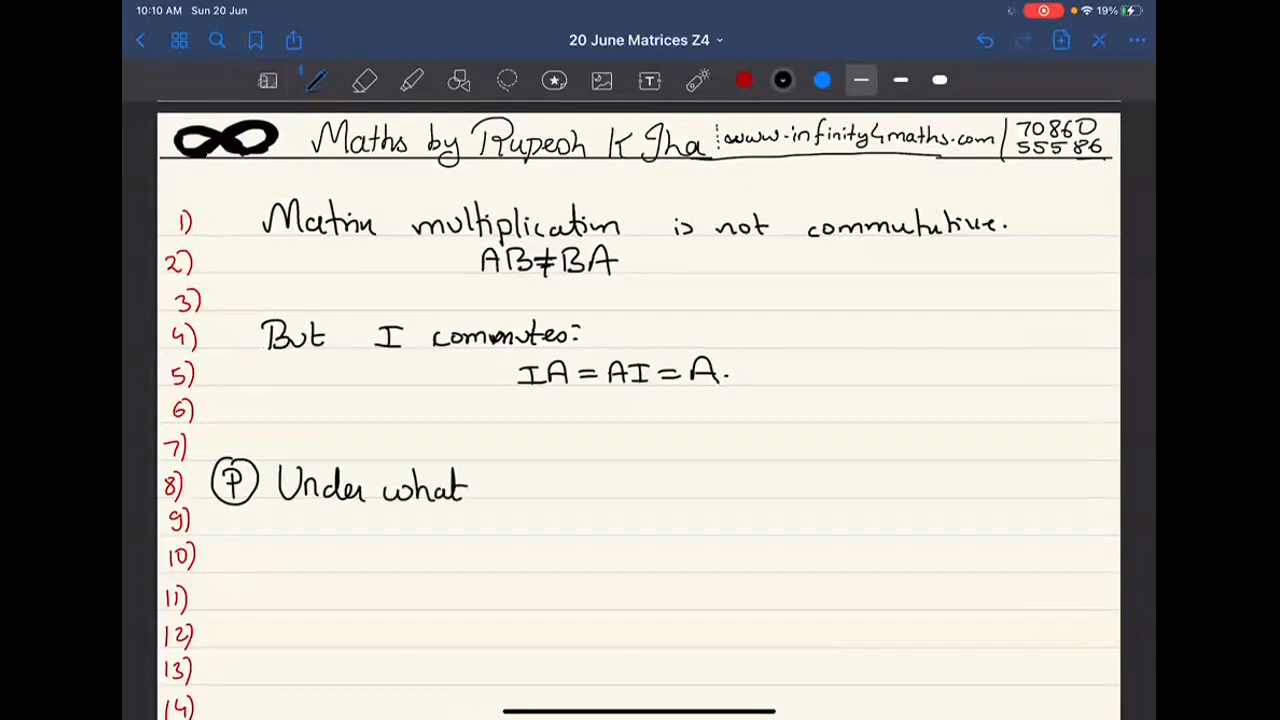 10:10 AM Sun 20 Jun 19%
20 June Matrices Z4
Maths by Rupesh K Jha www.infinity4maths.com 70860
55586
1) Matrix multiplication is not commutative.
2) AB≠BA
3)
4) But I commutes:
5) IA = AI = A.
6)
7)
8) P Under what
9)
10)
11)
12)
13)
14)